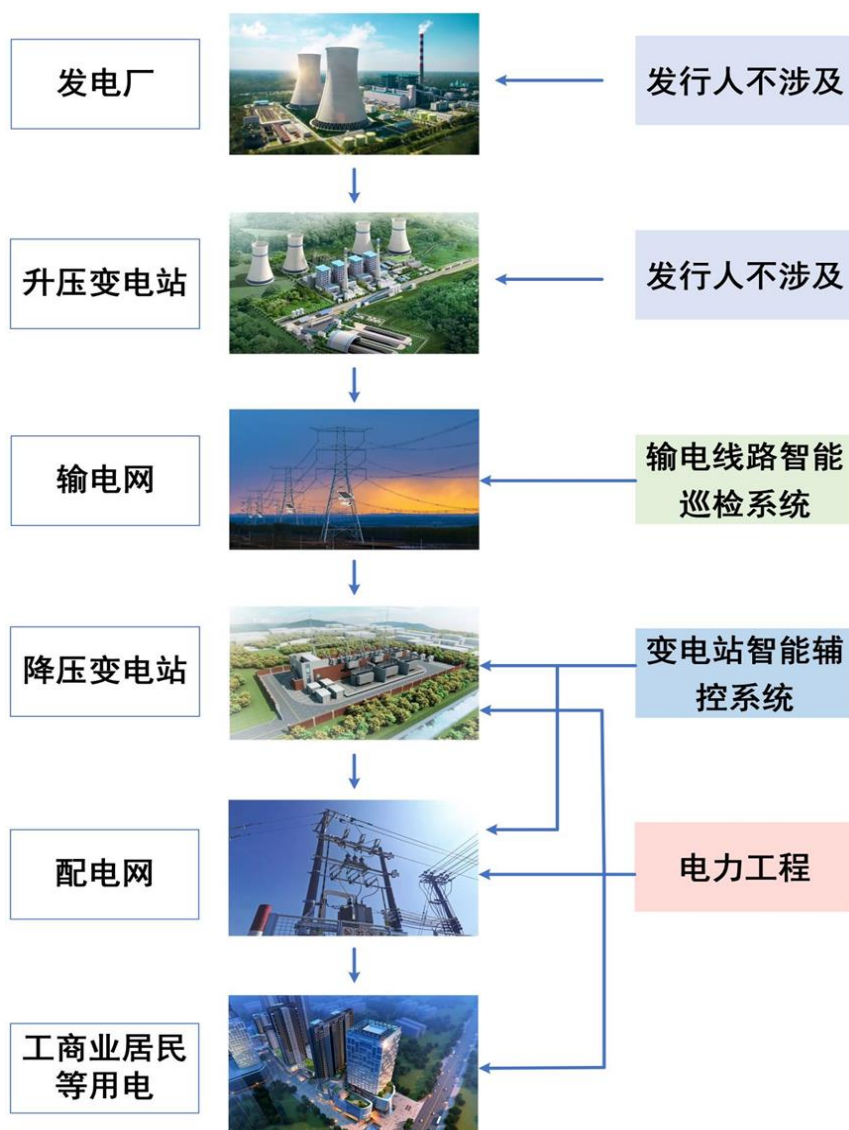 发电厂
发行人不涉及
升压变电站
发行人不涉及
输电网
输电线路智能
巡检系统
降压变电站
变电站智能辅
控系统
配电网
电力工程
工商业居民
等用电